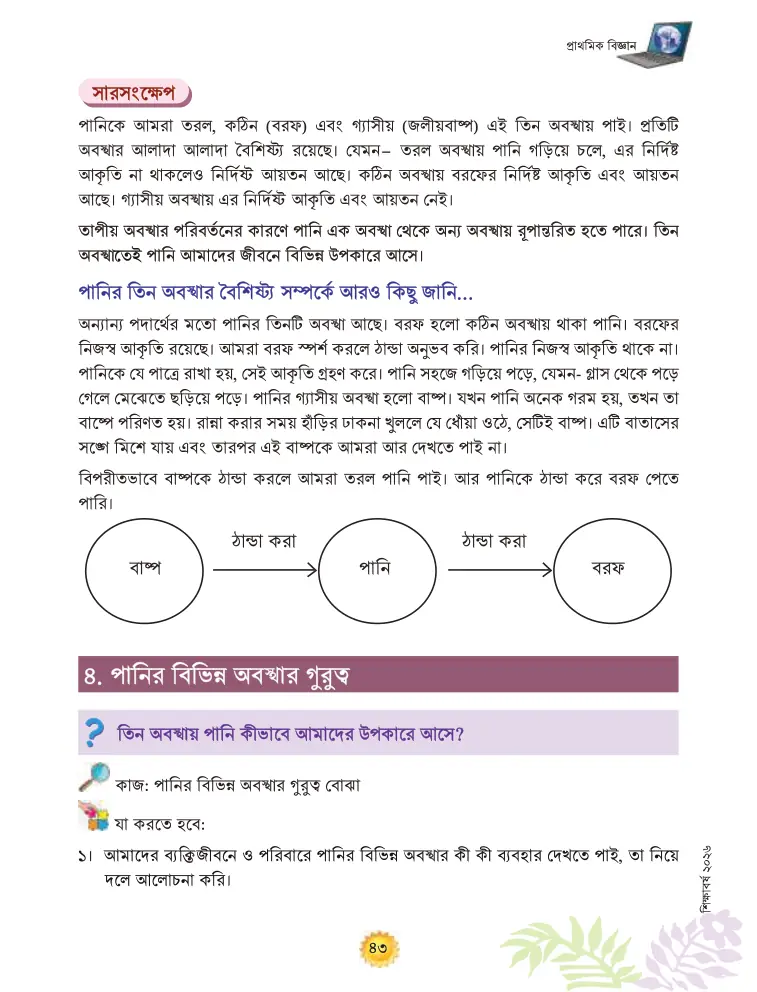 প্রাথমিক বিজ্ঞান
সারসংক্ষেপ
পানিকে আমরা তরল, কঠিন (বরফ) এবং গ্যাসীয় (জলীয়বাষ্প) এই তিন অবস্থায় পাই। প্রতিটি
অবস্থার আলাদা আলাদা বৈশিষ্ট্য রয়েছে। যেমন– তরল অবস্থায় পানি গড়িয়ে চলে, এর নির্দিষ্ট
আকৃতি না থাকলেও নির্দিষ্ট আয়তন আছে। কঠিন অবস্থায় বরফের নির্দিষ্ট আকৃতি এবং আয়তন
আছে। গ্যাসীয় অবস্থায় এর নির্দিষ্ট আকৃতি এবং আয়তন নেই।
তাপীয় অবস্থার পরিবর্তনের কারণে পানি এক অবস্থা থেকে অন্য অবস্থায় রূপান্তরিত হতে পারে। তিন
অবস্থাতেই পানি আমাদের জীবনে বিভিন্ন উপকারে আসে।
পানির তিন অবস্থার বৈশিষ্ট্য সম্পর্কে আরও কিছু জানি...
অন্যান্য পদার্থের মতো পানির তিনটি অবস্থা আছে। বরফ হলো কঠিন অবস্থায় থাকা পানি। বরফের
নিজস্ব আকৃতি রয়েছে। আমরা বরফ স্পর্শ করলে ঠান্ডা অনুভব করি। পানির নিজস্ব আকৃতি থাকে না।
পানিকে যে পাত্রে রাখা হয়, সেই আকৃতি গ্রহণ করে। পানি সহজে গড়িয়ে পড়ে, যেমন- গ্লাস থেকে পড়ে
গেলে মেঝেতে ছড়িয়ে পড়ে। পানির গ্যাসীয় অবস্থা হলো বাষ্প। যখন পানি অনেক গরম হয়, তখন তা
বাষ্পে পরিণত হয়। রান্না করার সময় হাঁড়ির ঢাকনা খুললে যে ধোঁয়া ওঠে, সেটিই বাষ্প। এটি বাতাসের
সঙ্গে মিশে যায় এবং তারপর এই বাষ্পকে আমরা আর দেখতে পাই না।
বিপরীতভাবে বাষ্পকে ঠান্ডা করলে আমরা তরল পানি পাই। আর পানিকে ঠান্ডা করে বরফ পেতে
পারি।
বাষ্প ঠান্ডা করা পানি ঠান্ডা করা বরফ
৪. পানির বিভিন্ন অবস্থার গুরুত্ব
তিন অবস্থায় পানি কীভাবে আমাদের উপকারে আসে?
কাজ: পানির বিভিন্ন অবস্থার গুরুত্ব বোঝা
যা করতে হবে:
১। আমাদের ব্যক্তিজীবনে ও পরিবারে পানির বিভিন্ন অবস্থার কী কী ব্যবহার দেখতে পাই, তা নিয়ে
দলে আলোচনা করি।
শিক্ষাবর্ষ ২০২৬
৪৩